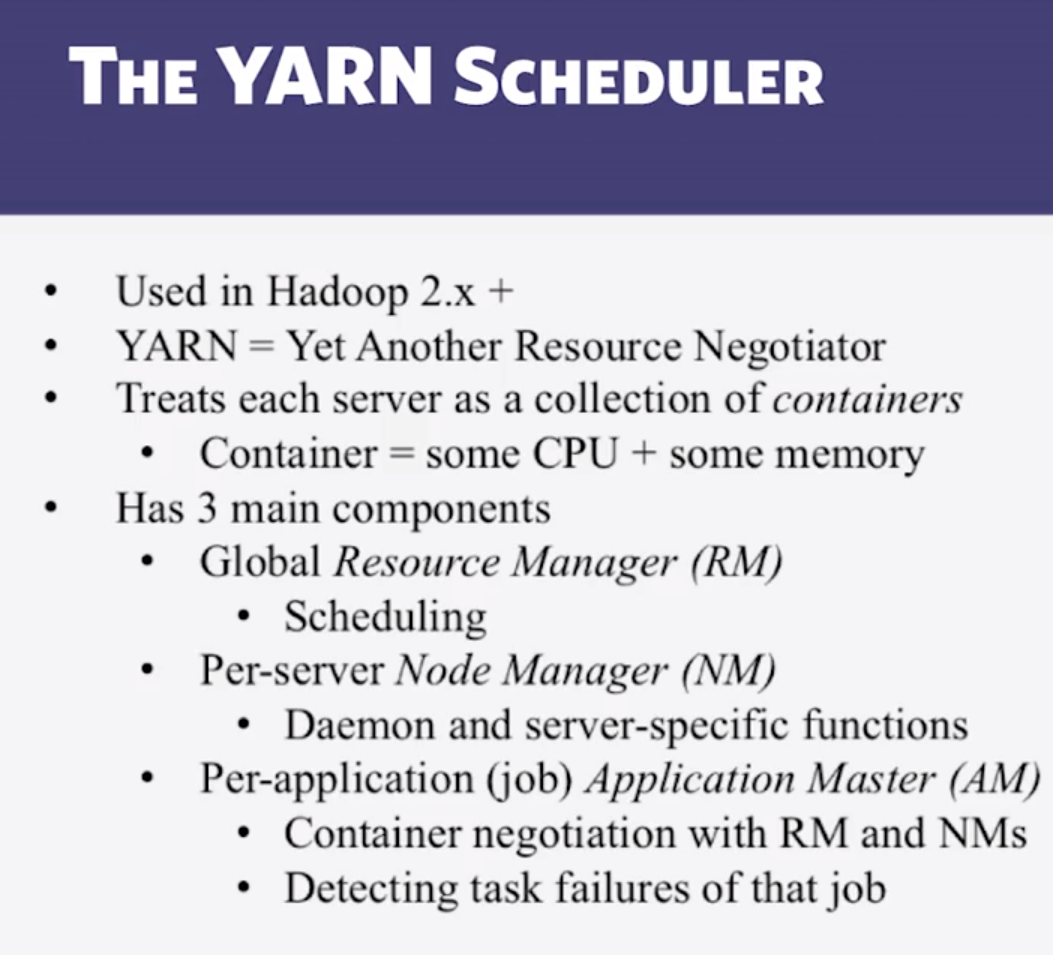 THE YARN SCHEDULER
• Used in Hadoop 2.x +
• YARN = Yet Another Resource Negotiator
• Treats each server as a collection of containers
• Container = some CPU + some memory
• Has 3 main components
• Global Resource Manager (RM)
• Scheduling
• Per-server Node Manager (NM)
• Daemon and server-specific functions
• Per-application (job) Application Master (AM)
• Container negotiation with RM and NMs
• Detecting task failures of that job